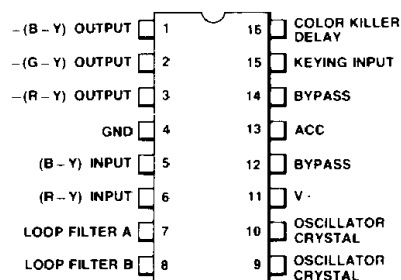 –(B – Y) OUTPUT 1
–(G – Y) OUTPUT 2
–(R – Y) OUTPUT 3
GND 4
(B – Y) INPUT 5
(R – Y) INPUT 6
LOOP FILTER A 7
LOOP FILTER B 8
16 COLOR KILLER
DELAY
15 KEYING INPUT
14 BYPASS
13 ACC
12 BYPASS
11 V·
10 OSCILLATOR
CRYSTAL
9 OSCILLATOR
CRYSTAL